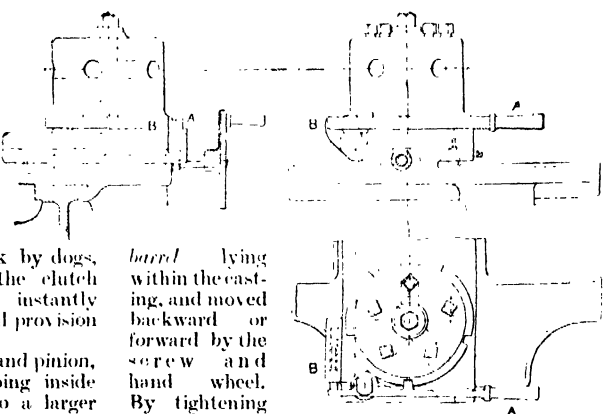 B
A
B
A
k by dogs,
the clutch
instantly
l provision
and pinion,
ping inside
o a larger
barrel lying
within the cast-
ing, and moved
backward or
forward by the
screw and
hand wheel.
By tightening
B
A